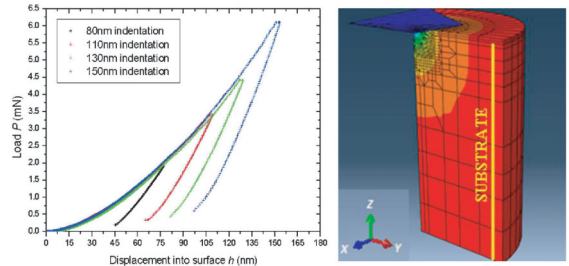 6.5
6.0
5.5
5.0
4.5
4.0
3.5
3.0
2.5
2.0
1.5
1.0
0.5
0.0
Load P (mN)
80nm indentation
110nm indentation
130nm indentation
150nm indentation
0 15 30 45 60 75 90 105 120 135 150 165 180
Displacement into surface h (nm)
SUBSTRATE
Z
X
Y